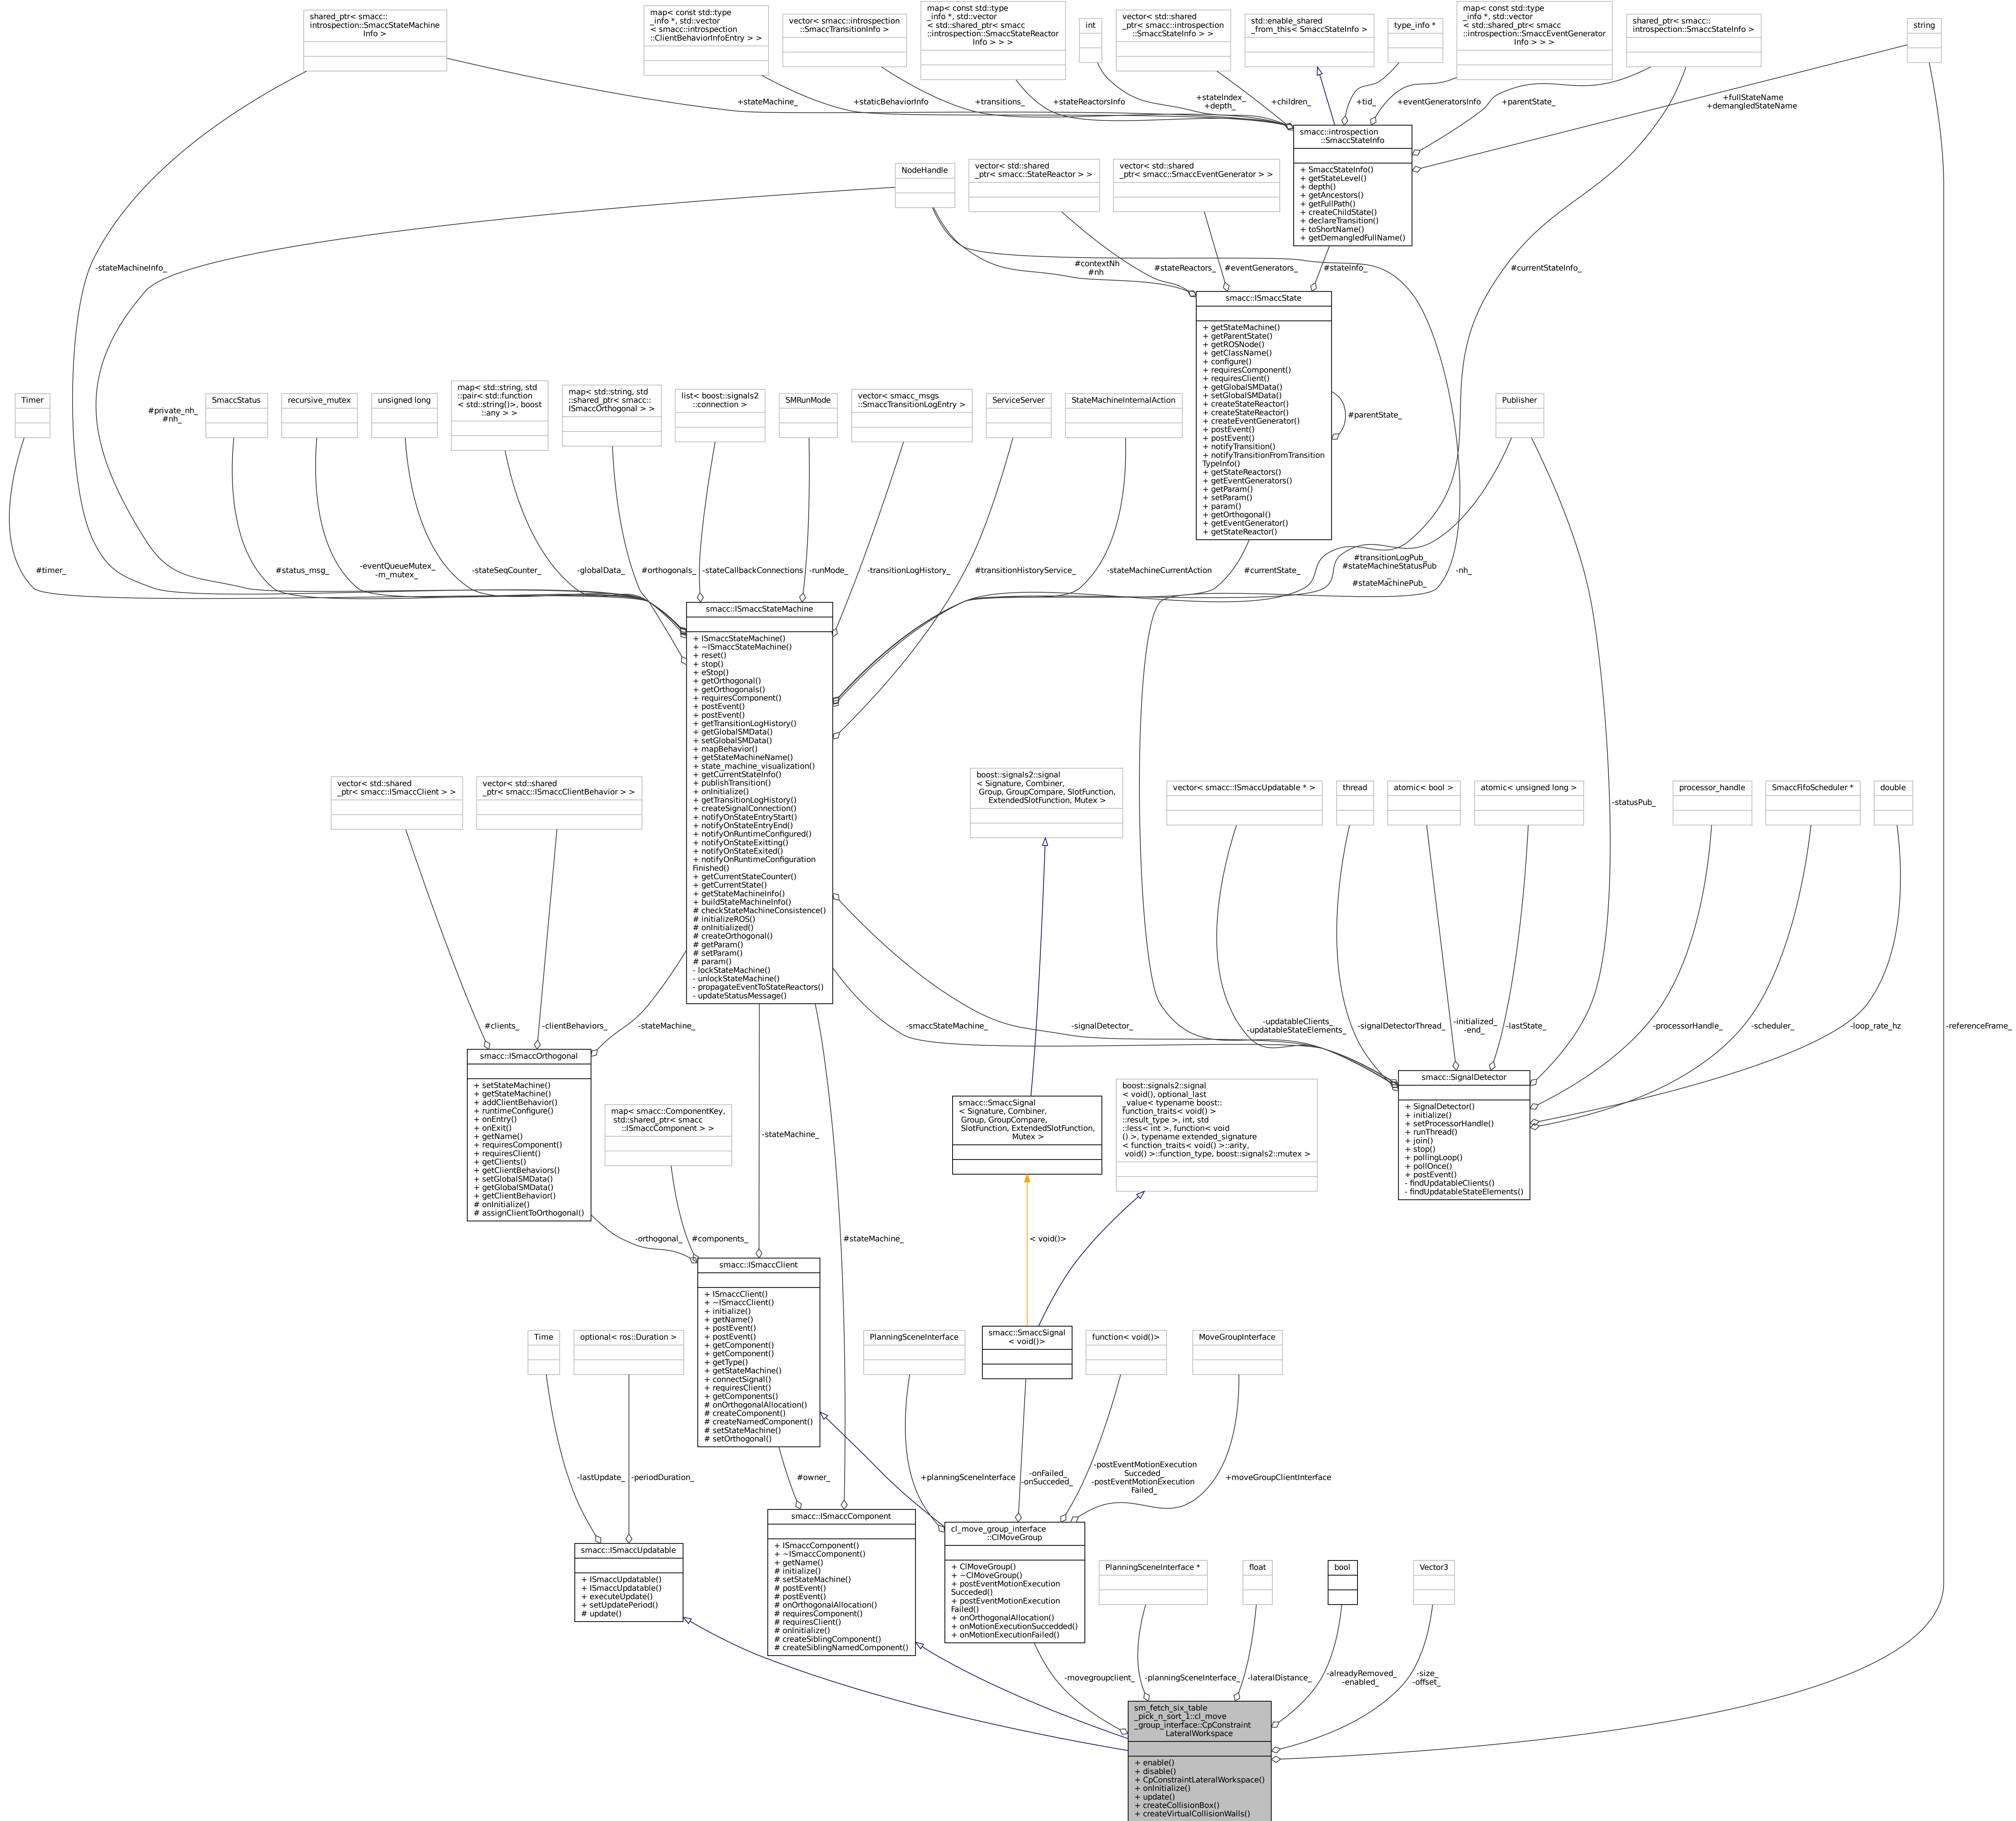 shared_ptr< smacc::
introspection::SmaccStateMachine
Info >
map< const std::type
_info *, std::vector
< smacc::introspection
::ClientBehaviorInfoEntry > >
vector< smacc::introspection
::SmaccTransitionInfo >
map< const std::type
_info *, std::vector
< std::shared_ptr< smacc
::introspection::SmaccStateReactor
Info > > >
int
vector< std::shared
_ptr< smacc::introspection
::SmaccStateInfo > >
std::enable_shared
_from_this< SmaccStateInfo >
type_info *
map< const std::type
_info *, std::vector
< std::shared_ptr< smacc
::introspection::SmaccEventGenerator
Info > > >
shared_ptr< smacc::
introspection::SmaccStateInfo >
string
+stateMachine_
+staticBehaviorInfo
+transitions_
+stateReactorsInfo
+stateIndex_
+depth_
+children_
+tid_
+eventGeneratorsInfo
+parentState_
+fullStateName
+demangledStateName
smacc::introspection
::SmaccStateInfo
+ SmaccStateInfo()
+ getStateLevel()
+ depth()
+ getAncestors()
+ getFullPath()
+ createChildState()
+ declareTransition()
+ toShortName()
+ getDemangledFullName()
NodeHandle
vector< std::shared
_ptr< smacc::StateReactor > >
vector< std::shared
_ptr< smacc::SmaccEventGenerator > >
-stateMachineInfo_
#contextNh
#nh
#stateReactors_
#eventGenerators_
#stateInfo_
#currentStateInfo_
smacc::ISmaccState
+ getStateMachine()
+ getParentState()
+ getROSNode()
+ getClassName()
+ configure()
+ requiresComponent()
+ requiresClient()
+ getGlobalSMData()
+ setGlobalSMData()
+ createStateReactor()
+ createStateReactor()
+ createEventGenerator()
+ postEvent()
+ postEvent()
+ notifyTransition()
+ notifyTransitionFromTransition
TypeInfo()
+ getStateReactors()
+ getEventGenerators()
+ getParam()
+ setParam()
+ param()
+ getOrthogonal()
+ getEventGenerator()
+ getStateReactor()
#parentState_
Timer
#private_nh_
#nh_
SmaccStatus
recursive_mutex
unsigned long
map< std::string, std
::pair< std::function
< std::string()>, boost
::any > >
map< std::string, std
::shared_ptr< smacc::
ISmaccOrthogonal > >
list< boost::signals2
::connection >
SMRunMode
vector< smacc_msgs
::SmaccTransitionLogEntry >
ServiceServer
StateMachineInternalAction
Publisher
#timer_
#status_msg_
-eventQueueMutex_
-m_mutex_
-stateSeqCounter_
-globalData_
#orthogonals_
-stateCallbackConnections
-runMode_
-transitionLogHistory_
#transitionHistoryService_
-stateMachineCurrentAction
#currentState_
#transitionLogPub_
#stateMachineStatusPub
_
#stateMachinePub_
-nh_
smacc::ISmaccStateMachine
+ ISmaccStateMachine()
+ ~ISmaccStateMachine()
+ reset()
+ stop()
+ eStop()
+ getOrthogonal()
+ getOrthogonals()
+ requiresComponent()
+ postEvent()
+ postEvent()
+ getTransitionLogHistory()
+ getGlobalSMData()
+ setGlobalSMData()
+ mapBehavior()
+ getStateMachineName()
+ state_machine_visualization()
+ getCurrentStateInfo()
+ publishTransition()
+ onInitialize()
+ getTransitionLogHistory()
+ createSignalConnection()
+ notifyOnStateEntryStart()
+ notifyOnStateEntryEnd()
+ notifyOnRuntimeConfigured()
+ notifyOnStateExitting()
+ notifyOnStateExited()
+ notifyOnRuntimeConfiguration
Finished()
+ getCurrentStateCounter()
+ getCurrentState()
+ getStateMachineInfo()
+ buildStateMachineInfo()
# checkStateMachineConsistence()
# initializeROS()
# onInitialized()
# createOrthogonal()
# getParam()
# setParam()
# param()
- lockStateMachine()
- unlockStateMachine()
- propagateEventToStateReactors()
- updateStatusMessage()
vector< std::shared
_ptr< smacc::ISmaccClient > >
vector< std::shared
_ptr< smacc::ISmaccClientBehavior > >
boost::signals2::signal
< Signature, Combiner,
Group, GroupCompare, SlotFunction,
ExtendedSlotFunction, Mutex >
vector< smacc::ISmaccUpdatable * >
thread
atomic< bool >
atomic< unsigned long >
processor_handle
SmaccFifoScheduler *
double
-statusPub_
#clients_
-clientBehaviors_
-stateMachine_
-smaccStateMachine_
-signalDetector_
-updatableClients_
-updatableStateElements_
-signalDetectorThread_
-initialized_
-end_
-lastState_
-processorHandle_
-scheduler_
-loop_rate_hz
-referenceFrame_
smacc::ISmaccOrthogonal
+ setStateMachine()
+ getStateMachine()
+ addClientBehavior()
+ runtimeConfigure()
+ onEntry()
+ onExit()
+ getName()
+ requiresComponent()
+ requiresClient()
+ getClients()
+ getClientBehaviors()
+ setGlobalSMData()
+ getGlobalSMData()
+ getClientBehavior()
# onInitialize()
# assignClientToOrthogonal()
map< smacc::ComponentKey,
std::shared_ptr< smacc
::ISmaccComponent > >
-stateMachine_
smacc::SmaccSignal
< Signature, Combiner,
Group, GroupCompare,
SlotFunction, ExtendedSlotFunction,
Mutex >
boost::signals2::signal
< void(), optional_last
_value< typename boost::
function_traits< void() >
::result_type >, int, std
::less< int >, function< void
() >, typename extended_signature
< function_traits< void() >::arity,
void() >::function_type, boost::signals2::mutex >
smacc::SignalDetector
+ SignalDetector()
+ initialize()
+ setProcessorHandle()
+ runThread()
+ join()
+ stop()
+ pollingLoop()
+ pollOnce()
+ postEvent()
- findUpdatableClients()
- findUpdatableStateElements()
-orthogonal_
#components_
#stateMachine_
< void()>
smacc::ISmaccClient
+ ISmaccClient()
+ ~ISmaccClient()
+ initialize()
+ getName()
+ postEvent()
+ postEvent()
+ getComponent()
+ getComponent()
+ getType()
+ getStateMachine()
+ connectSignal()
+ requiresClient()
+ getComponents()
# onOrthogonalAllocation()
# createComponent()
# createNamedComponent()
# setStateMachine()
# setOrthogonal()
Time
optional< ros::Duration >
PlanningSceneInterface
smacc::SmaccSignal
< void()>
function< void()>
MoveGroupInterface
-lastUpdate_
-periodDuration_
#owner_
+planningSceneInterface
-onFailed_
-onSucceded_
-postEventMotionExecution
Succeded_
-postEventMotionExecution
Failed_
+moveGroupClientInterface
smacc::ISmaccUpdatable
+ ISmaccUpdatable()
+ ISmaccUpdatable()
+ executeUpdate()
+ setUpdatePeriod()
# update()
smacc::ISmaccComponent
+ ISmaccComponent()
+ ~ISmaccComponent()
+ getName()
# initialize()
# setStateMachine()
# postEvent()
# postEvent()
# onOrthogonalAllocation()
# requiresComponent()
# requiresClient()
# onInitialize()
# createSiblingComponent()
# createSiblingNamedComponent()
cl_move_group_interface
::ClMoveGroup
+ ClMoveGroup()
+ ~ClMoveGroup()
+ postEventMotionExecution
Succeded()
+ postEventMotionExecution
Failed()
+ onOrthogonalAllocation()
+ onMotionExecutionSuccedded()
+ onMotionExecutionFailed()
PlanningSceneInterface *
float
bool
Vector3
-movegroupclient_
-planningSceneInterface_
-lateralDistance_
-alreadyRemoved_
-enabled_
-size_
-offset_
sm_fetch_six_table
_pick_n_sort_1::cl_move
_group_interface::CpConstraint
LateralWorkspace
+ enable()
+ disable()
+ CpConstraintLateralWorkspace()
+ onInitialize()
+ update()
+ createCollisionBox()
+ createVirtualCollisionWalls()